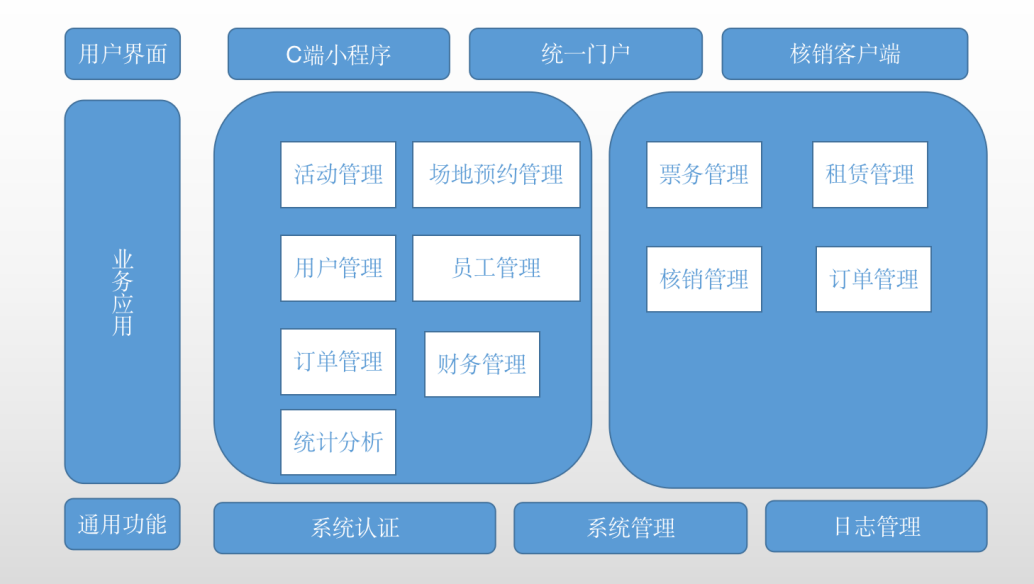 用户界面
C端小程序
统一门户
核销客户端
业务应用
活动管理
场地预约管理
用户管理
员工管理
订单管理
财务管理
统计分析
票务管理
租赁管理
核销管理
订单管理
通用功能
系统认证
系统管理
日志管理